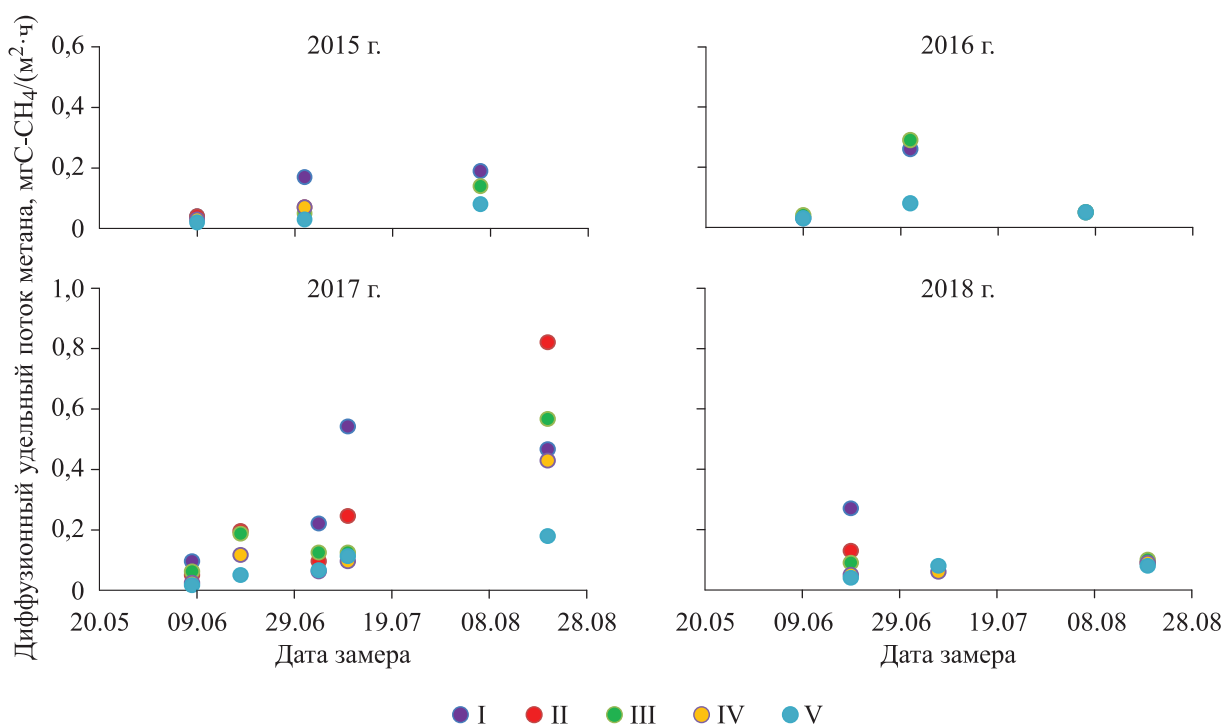 Диффузионный удельный поток метана, мгC-CH4/(м²·ч)
2015 г.
0,6
0,4
0,2
0
2016 г.
2017 г.
1,0
0,8
0,6
0,4
0,2
0
20.05 09.06 29.06 19.07 08.08 28.08
Дата замера
2018 г.
20.05 09.06 29.06 19.07 08.08 28.08
Дата замера
I II III IV V